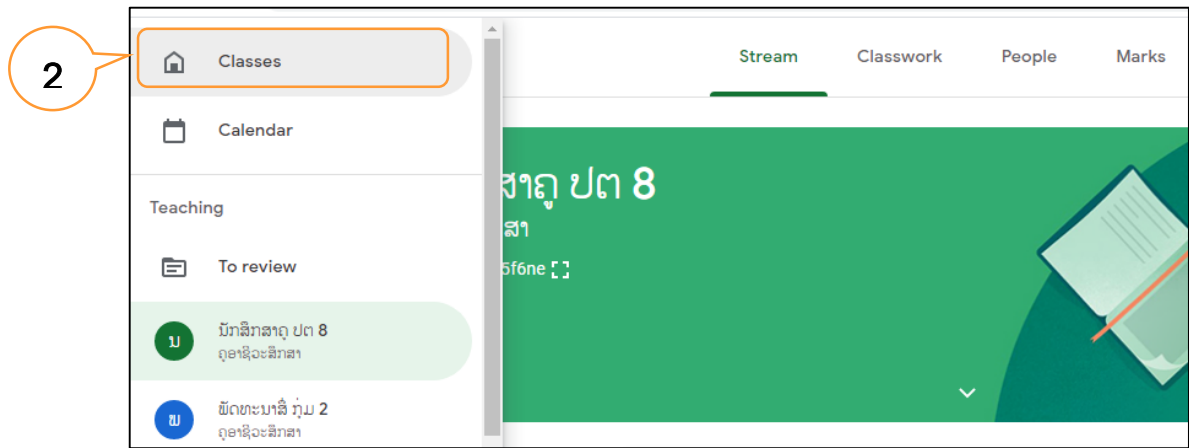 2
Classes
Calendar
Teaching
To review
ນັກສຶກສາຄູ ປຕ 8
ຄູອາຊິວະສຶກສາ
ພັດທະນາສື່ ກຸ່ມ 2
ຄູອາຊິວະສຶກສາ
Stream Classwork People Marks
ສາຄູ ປຕ 8
ສາ
5f6ne